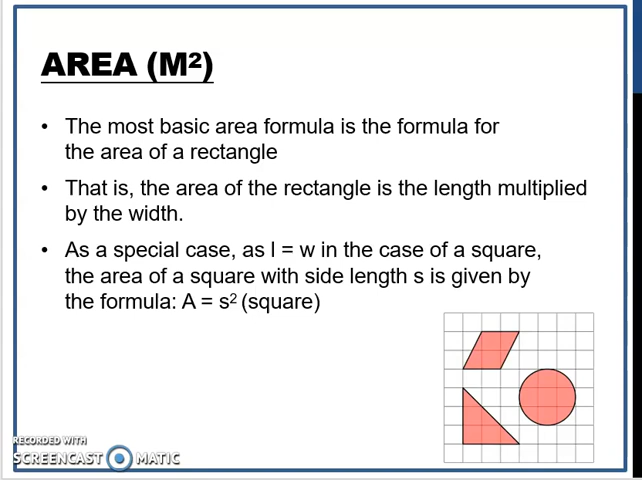 AREA (M²)
• The most basic area formula is the formula for
the area of a rectangle
• That is, the area of the rectangle is the length multiplied
by the width.
• As a special case, as l = w in the case of a square,
the area of a square with side length s is given by
the formula: A = s² (square)
RECORDED WITH
SCREENCAST MATIC